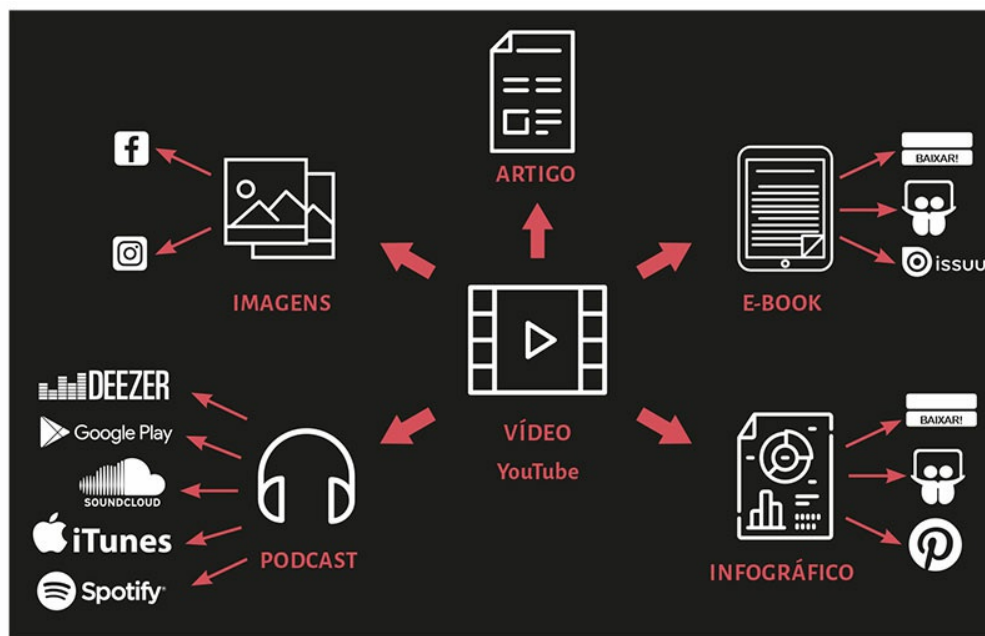 ARTIGO
IMAGENS
BAIXAR!
issuu
E-BOOK
VÍDEO
YouTube
DEEZER
Google Play
SOUNDCLOUD
iTunes
Spotify
PODCAST
BAIXAR!
INFOGRÁFICO